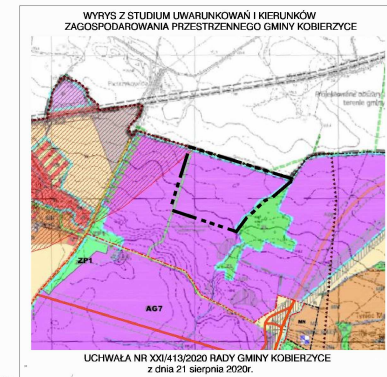 WYRYS Z STUDIUM UWARUNKOWAŃ I KIERUNKÓW
ZAGOSPODAROWANIA PRZESTRZENNEGO GMINY KOBIERZYCE
ZP1
AG7
UCHWAŁA NR XXI/413/2020 RADY GMINY KOBIERZYCE
z dnia 21 sierpnia 2020r.